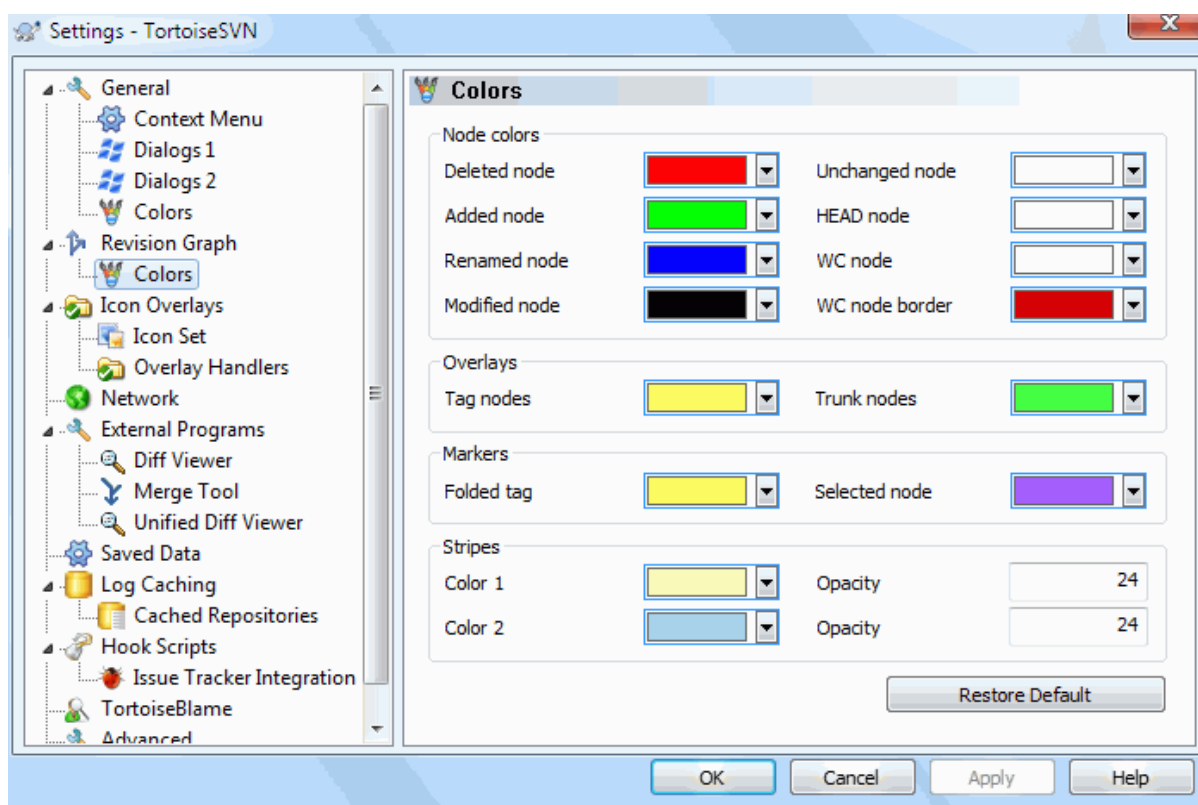 Settings - TortoiseSVN
General
Context Menu
Dialogs 1
Dialogs 2
Colors
Revision Graph
Colors
Icon Overlays
Icon Set
Overlay Handlers
Network
External Programs
Diff Viewer
Merge Tool
Unified Diff Viewer
Saved Data
Log Caching
Cached Repositories
Hook Scripts
Issue Tracker Integration
TortoiseBlame
Advanced
Colors
Node colors
Deleted node
Unchanged node
Added node
HEAD node
Renamed node
WC node
Modified node
WC node border
Overlays
Tag nodes
Trunk nodes
Markers
Folded tag
Selected node
Stripes
Color 1
Opacity 24
Color 2
Opacity 24
Restore Default
OK
Cancel
Apply
Help